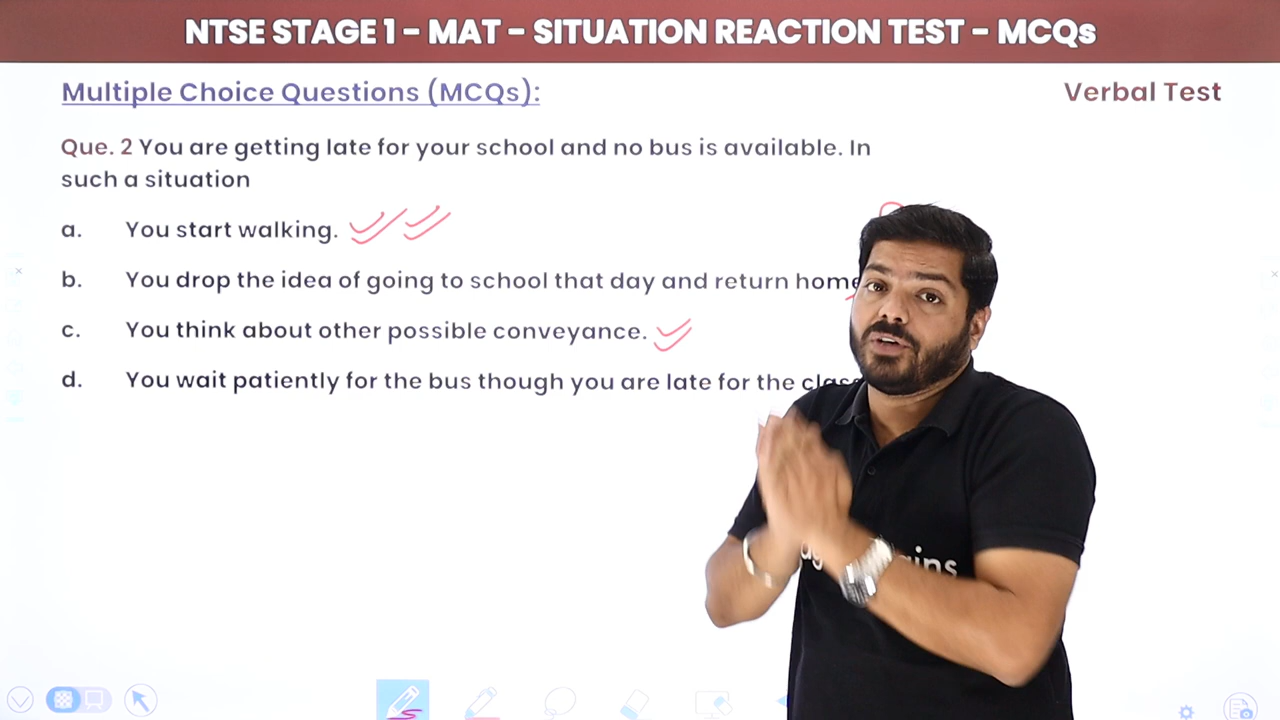 NTSE STAGE 1 – MAT – SITUATION REACTION TEST – MCQs
Multiple Choice Questions (MCQs):
Verbal Test
Que. 2 You are getting late for your school and no bus is available. In
such a situation
a. You start walking.
b. You drop the idea of going to school that day and return home
c. You think about other possible conveyance.
d. You wait patiently for the bus though you are late for the